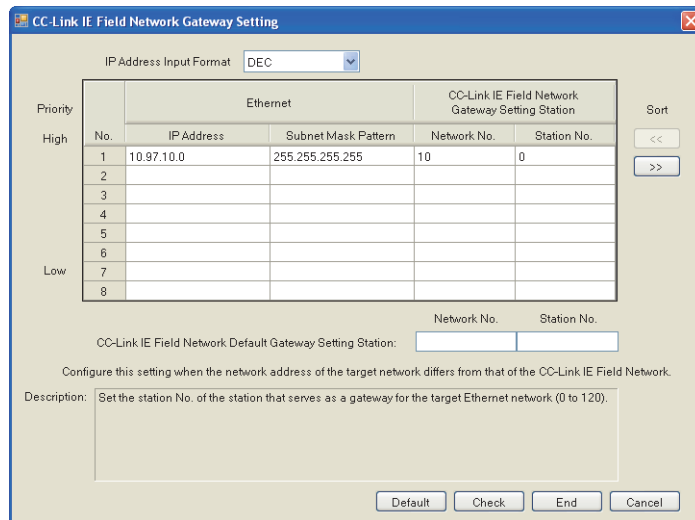 CC-Link IE Field Network Gateway Setting
IP Address Input Format DEC
Priority
High
Low
Ethernet
CC-Link IE Field Network
Gateway Setting Station
Sort
No. IP Address Subnet Mask Pattern Network No. Station No.
<<
>>
1 10.97.10.0 255.255.255.255 10 0
2
3
4
5
6
7
8
Network No. Station No.
CC-Link IE Field Network Default Gateway Setting Station:
Configure this setting when the network address of the target network differs from that of the CC-Link IE Field Network.
Description: Set the station No. of the station that serves as a gateway for the target Ethernet network (0 to 120).
Default Check End Cancel